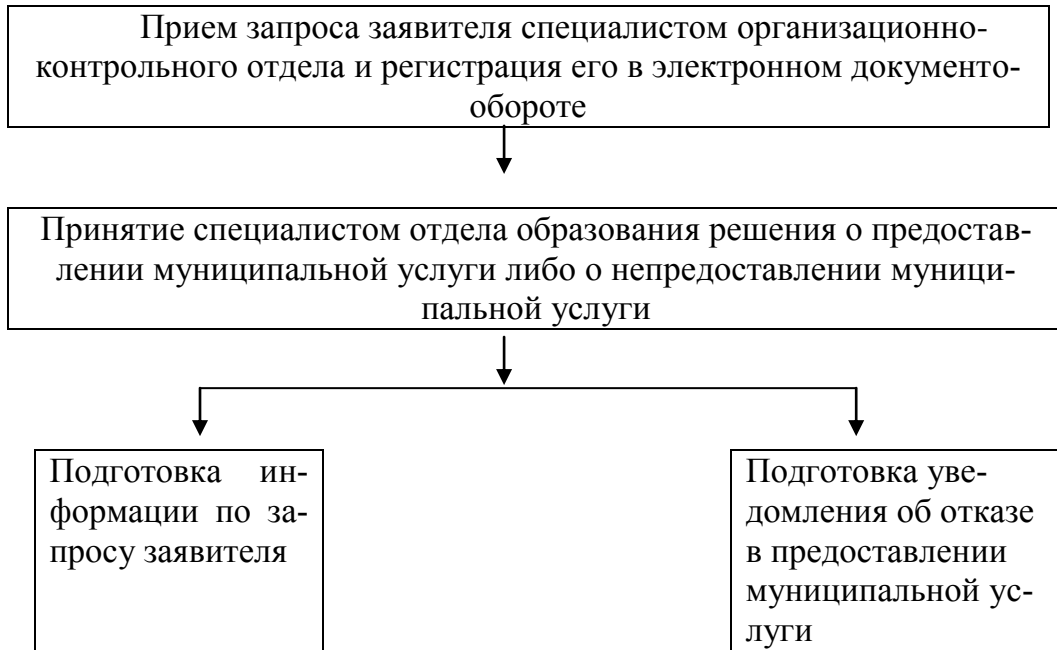 Прием запроса заявителя специалистом организационно-
контрольного отдела и регистрация его в электронном документо-
обороте
Принятие специалистом отдела образования решения о предостав-
лении муниципальной услуги либо о непредоставлении муници-
пальной услуги
Подготовка ин-
формации по за-
просу заявителя
Подготовка уве-
домления об отказе
в предоставлении
муниципальной ус-
луги